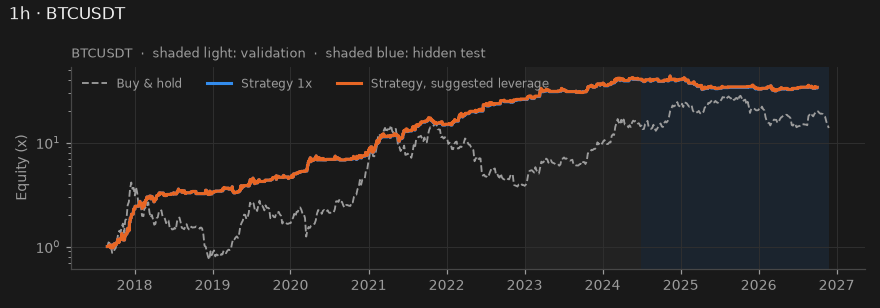 1h · BTCUSDT
BTCUSDT · shaded light: validation · shaded blue: hidden test
Buy & hold
Strategy 1x
Strategy, suggested leverage
Equity (x)
10¹
10⁰
2018
2019
2020
2021
2022
2023
2024
2025
2026
2027